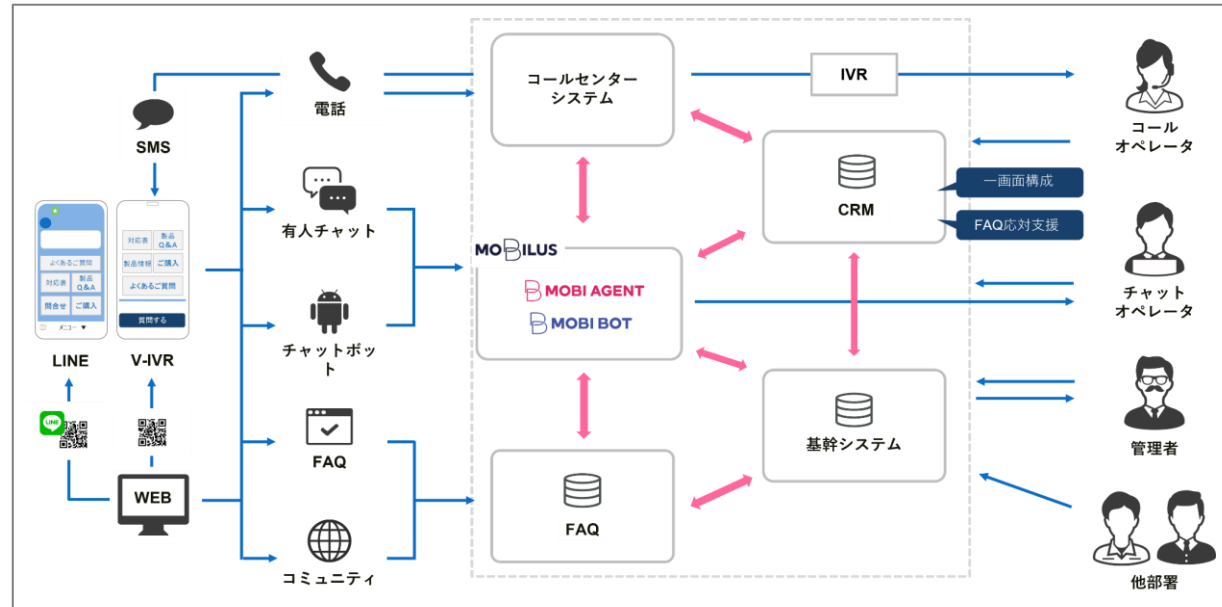 SMS
よくあるご質問
対応表
製品
Q&A
問合せ
ご購入
メニュー ▼
対応表
製品
Q&A
製品情報
ご購入
よくあるご質問
質問する
LINE
V-IVR
LINE
WEB
電話
有人チャット
チャットボッ
ト
FAQ
コミュニティ
コールセンター
システム
MOBILUS
MOBI AGENT
MOBI BOT
FAQ
IVR
CRM
一画面構成
FAQ応対支援
基幹システム
コール
オペレータ
チャット
オペレータ
管理者
他部署